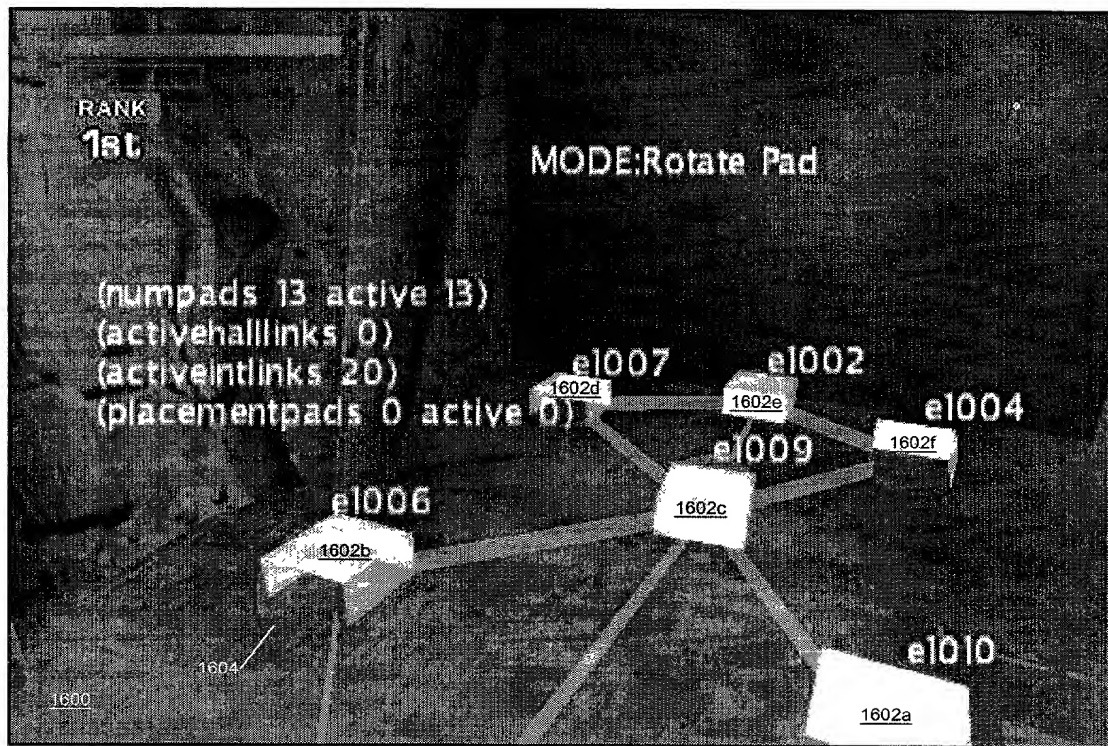 RANK
1st
MODE:Rotate Pad
(numpads 13 active 13)
(activehalllinks 0)
(activeintlinks 20)
(placementpads 0 active 0)
e1007
1602d
e1002
1602e
e1004
1602f
e1009
1602c
e1006
1602b
1604
1600
e1010
1602a